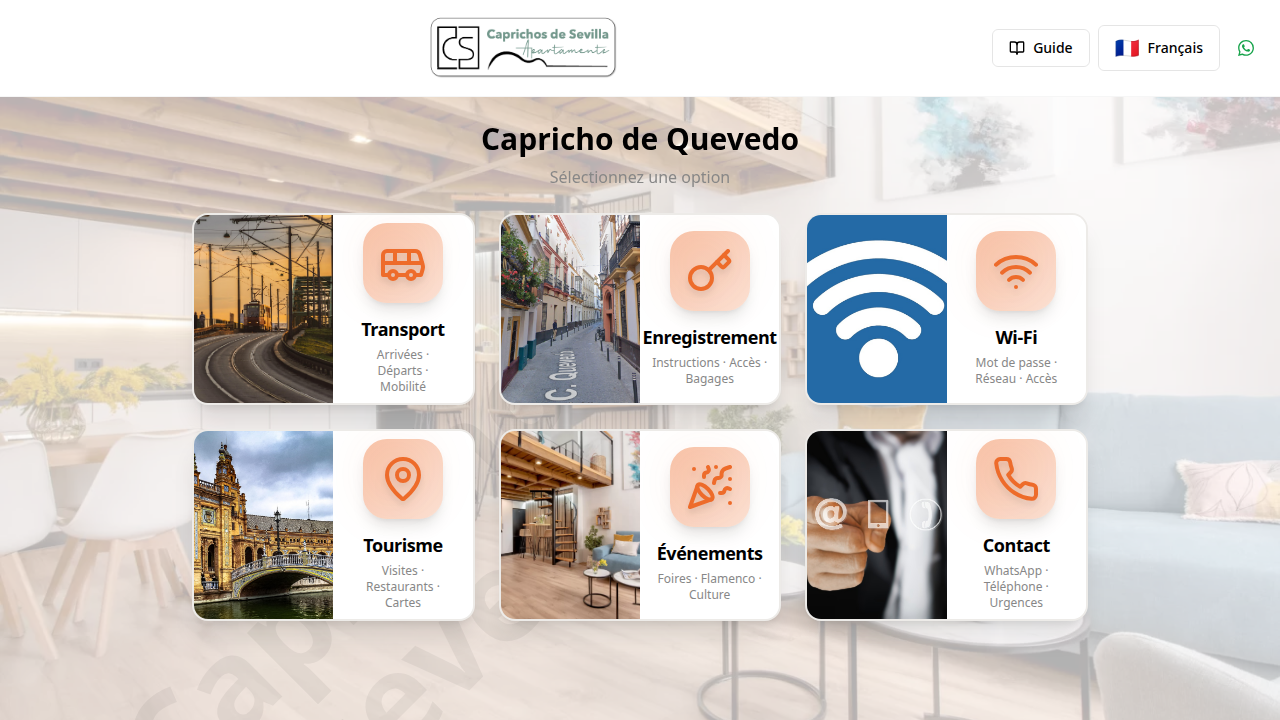 CS
Caprichos de Sevilla
Apartamento
Guide
Français
Capricho de Quevedo
Sélectionnez une option
Transport
Arrivées ·
Départs ·
Mobilité
C. Quevedo
Enregistrement
Instructions · Accès ·
Bagages
Wi-Fi
Mot de passe ·
Réseau · Accès
Tourisme
Visites ·
Restaurants ·
Cartes
Événements
Foires · Flamenco ·
Culture
@
Contact
WhatsApp ·
Téléphone ·
Urgences